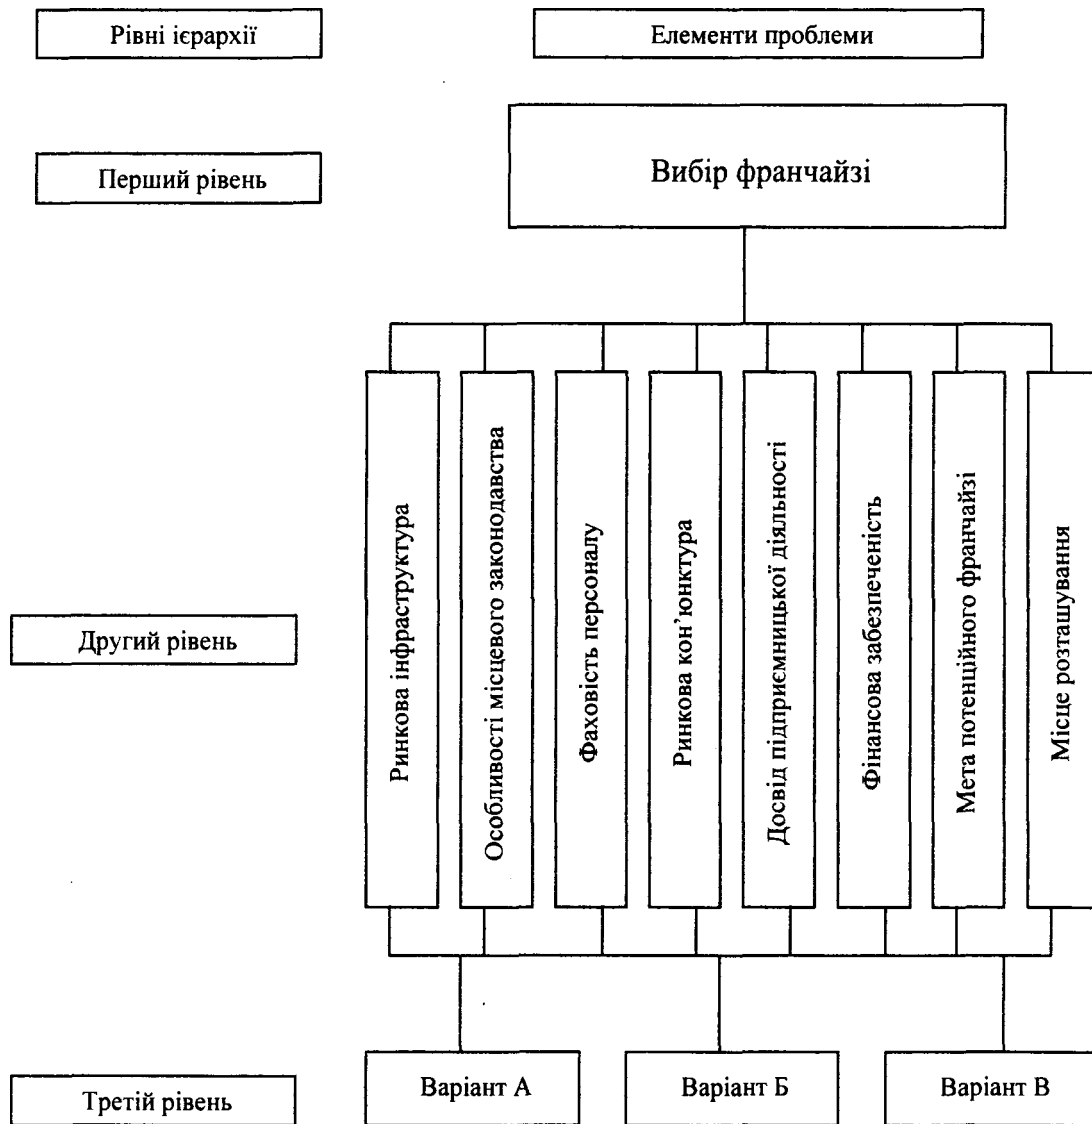 Рівні ієрархії
Елементи проблеми
Перший рівень
Вибір франчайзі
Другий рівень
Ринкова інфраструктура
Особливості місцевого законодавства
Фаховість персоналу
Ринкова кон’юнктура
Досвід підприємницької діяльності
Фінансова забезпеченість
Мета потенційного франчайзі
Місце розташування
Третій рівень
Варіант А
Варіант Б
Варіант В